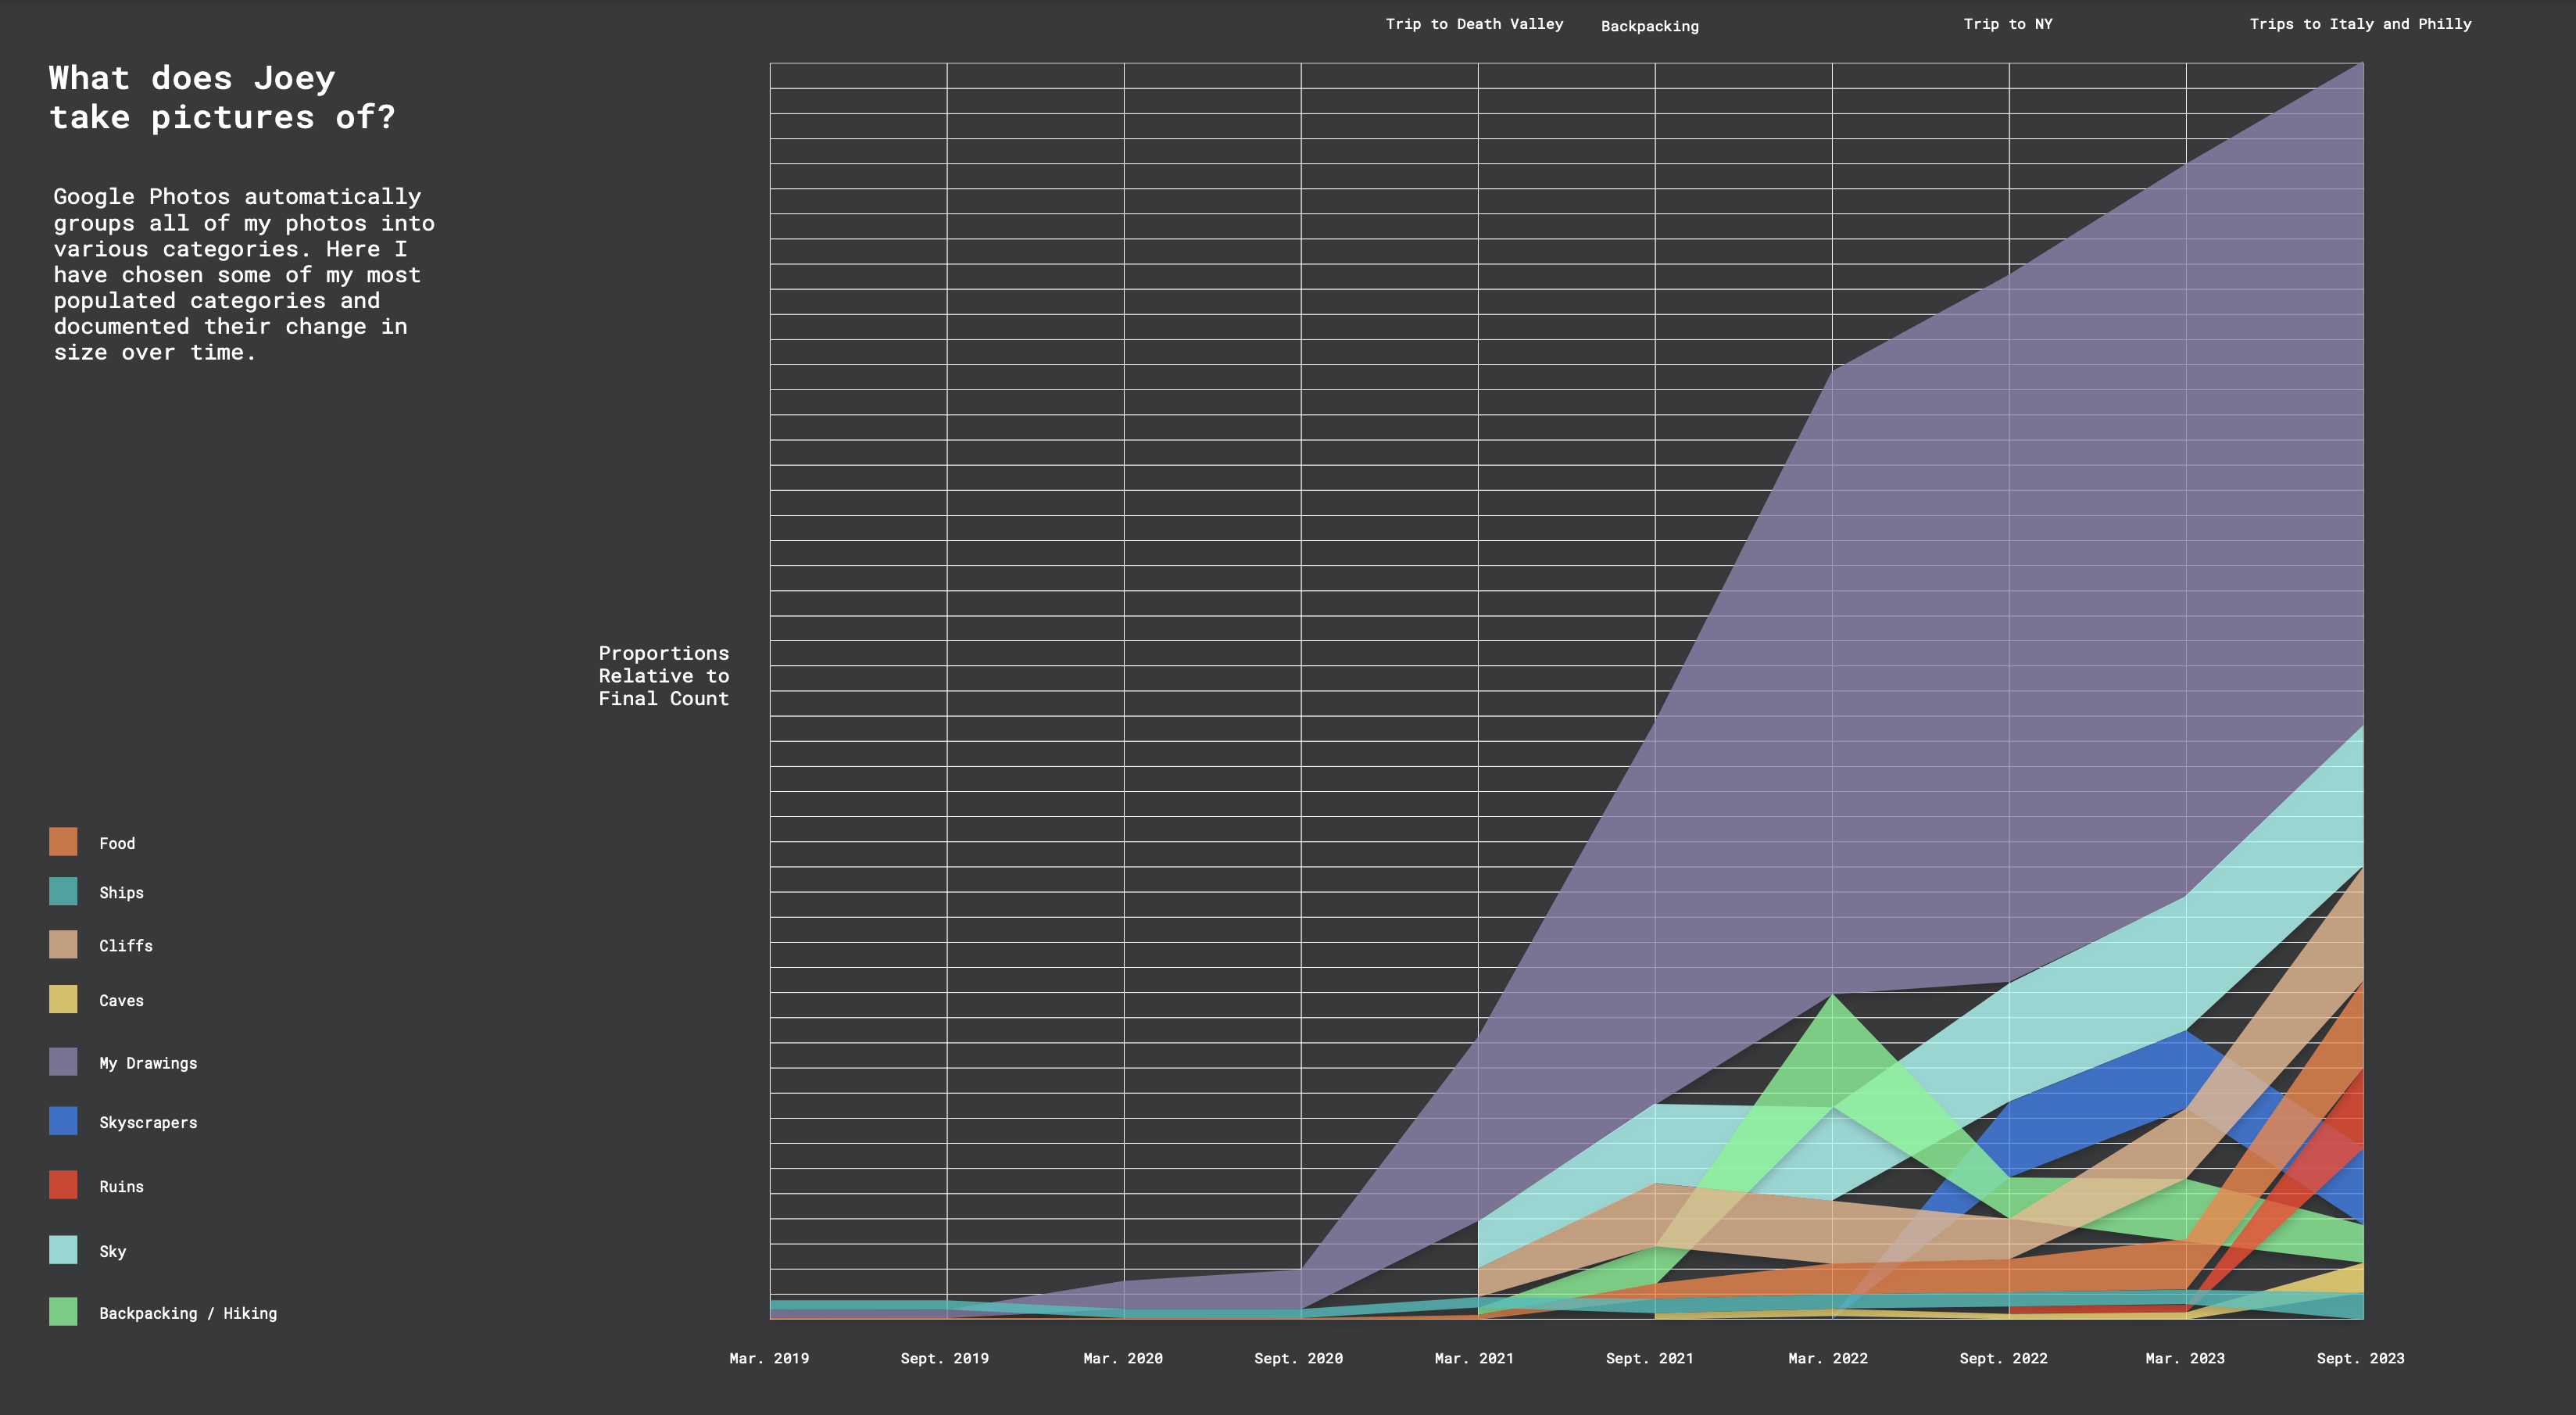 Trip to Death Valley
Backpacking
Trip to NY
Trips to Italy and Philly
What does Joey
take pictures of?
Google Photos automatically
groups all of my photos into
various categories. Here I
have chosen some of my most
populated categories and
documented their change in
size over time.
Proportions
Relative to
Final Count
Food
Ships
Cliffs
Caves
My Drawings
Skyscrapers
Ruins
Sky
Backpacking / Hiking
Mar. 2019
Sept. 2019
Mar. 2020
Sept. 2020
Mar. 2021
Sept. 2021
Mar. 2022
Sept. 2022
Mar. 2023
Sept. 2023